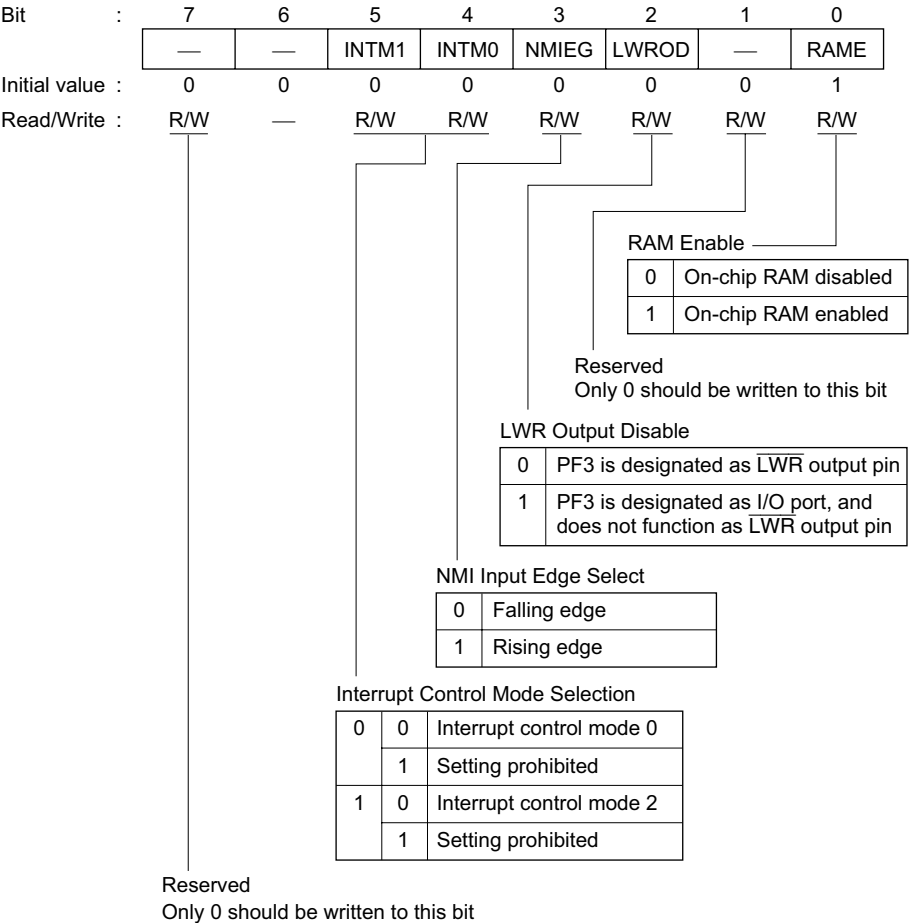 Bit : 7 6 5 4 3 2 1 0
— — INTM1 INTM0 NMIEG LWROD — RAME
Initial value : 0 0 0 0 0 0 0 1
Read/Write : R/W — R/W R/W R/W R/W R/W R/W
RAM Enable
0 On-chip RAM disabled
1 On-chip RAM enabled
Reserved
Only 0 should be written to this bit
LWR Output Disable
0 PF3 is designated as L̅W̅R̅ output pin
1 PF3 is designated as I/O port, and
does not function as L̅W̅R̅ output pin
NMI Input Edge Select
0 Falling edge
1 Rising edge
Interrupt Control Mode Selection
0 0 Interrupt control mode 0
1 Setting prohibited
1 0 Interrupt control mode 2
1 Setting prohibited
Reserved
Only 0 should be written to this bit